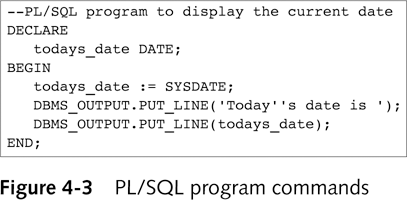 --PL/SQL program to display the current date
DECLARE
   todays_date DATE;
BEGIN
   todays_date := SYSDATE;
   DBMS_OUTPUT.PUT_LINE('Today''s date is ');
   DBMS_OUTPUT.PUT_LINE(todays_date);
END;
Figure 4-3 PL/SQL program commands